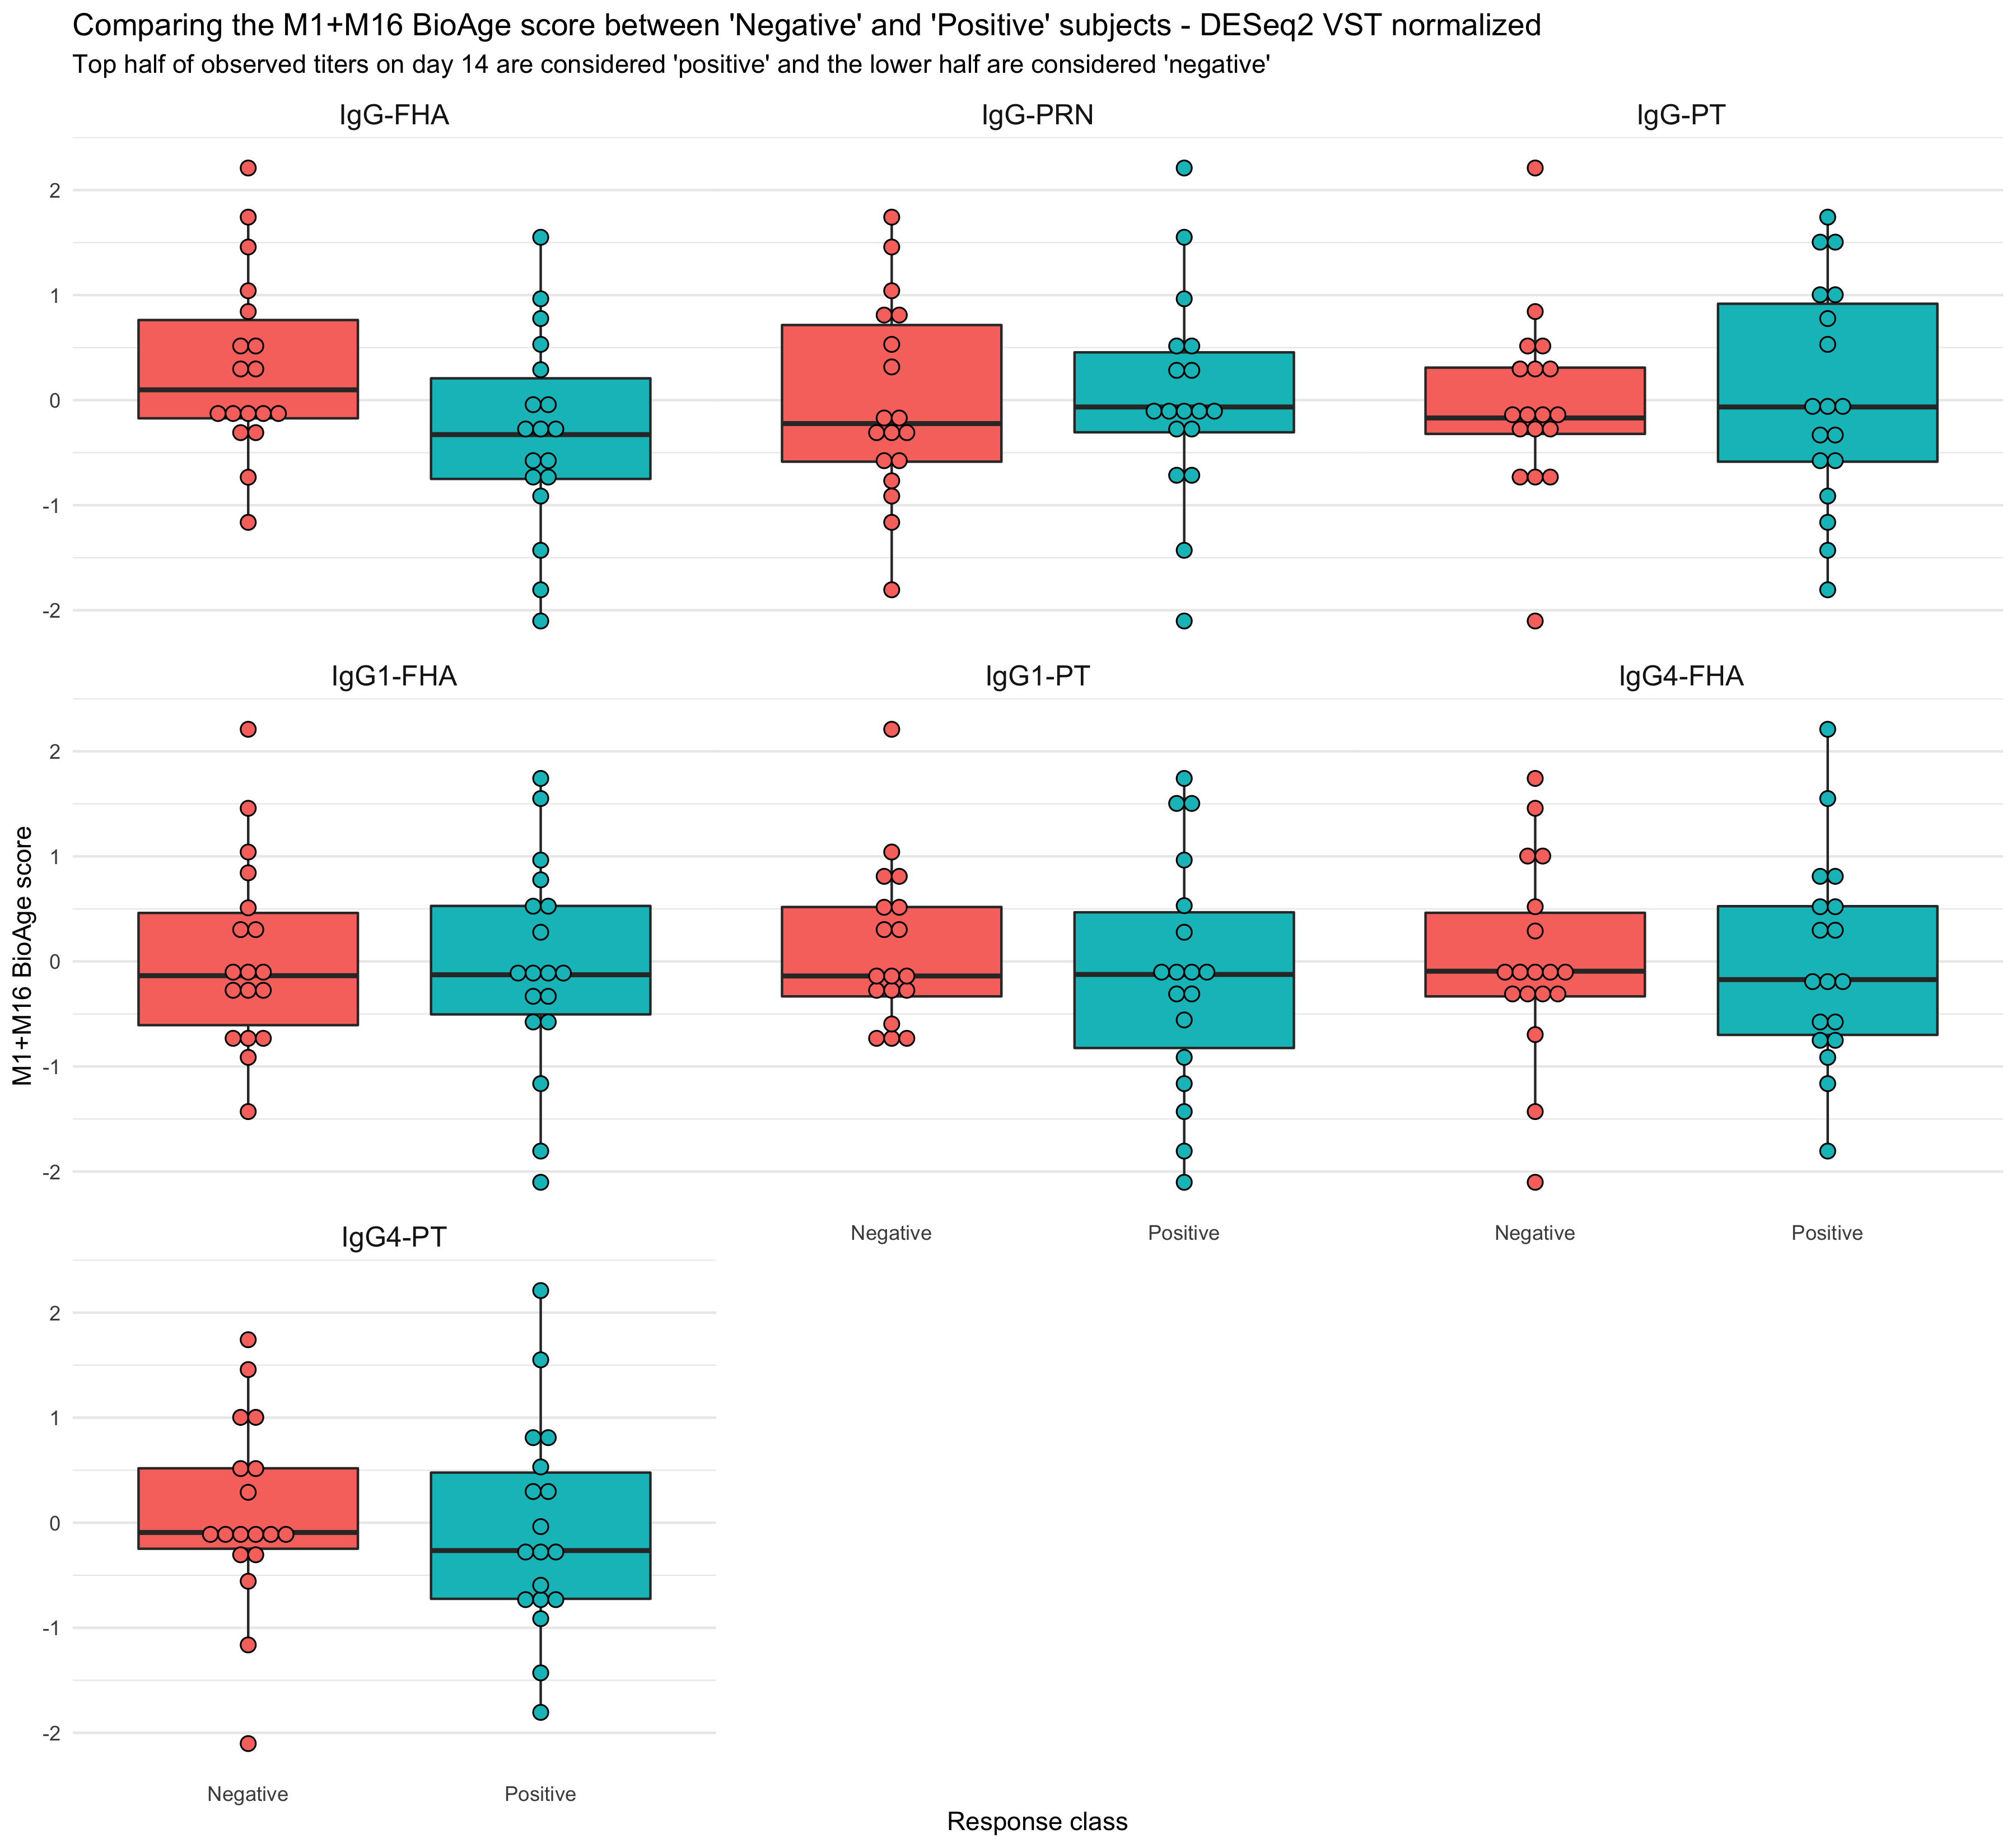 Comparing the M1+M16 BioAge score between 'Negative' and 'Positive' subjects - DESeq2 VST normalized
Top half of observed titers on day 14 are considered 'positive' and the lower half are considered 'negative'
IgG-FHA
IgG-PRN
IgG-PT
2
1
0
-1
-2
IgG1-FHA
IgG1-PT
IgG4-FHA
2
1
0
-1
-2
M1+M16 BioAge score
Negative
Positive
Negative
Positive
IgG4-PT
2
1
0
-1
-2
Negative
Positive
Response class